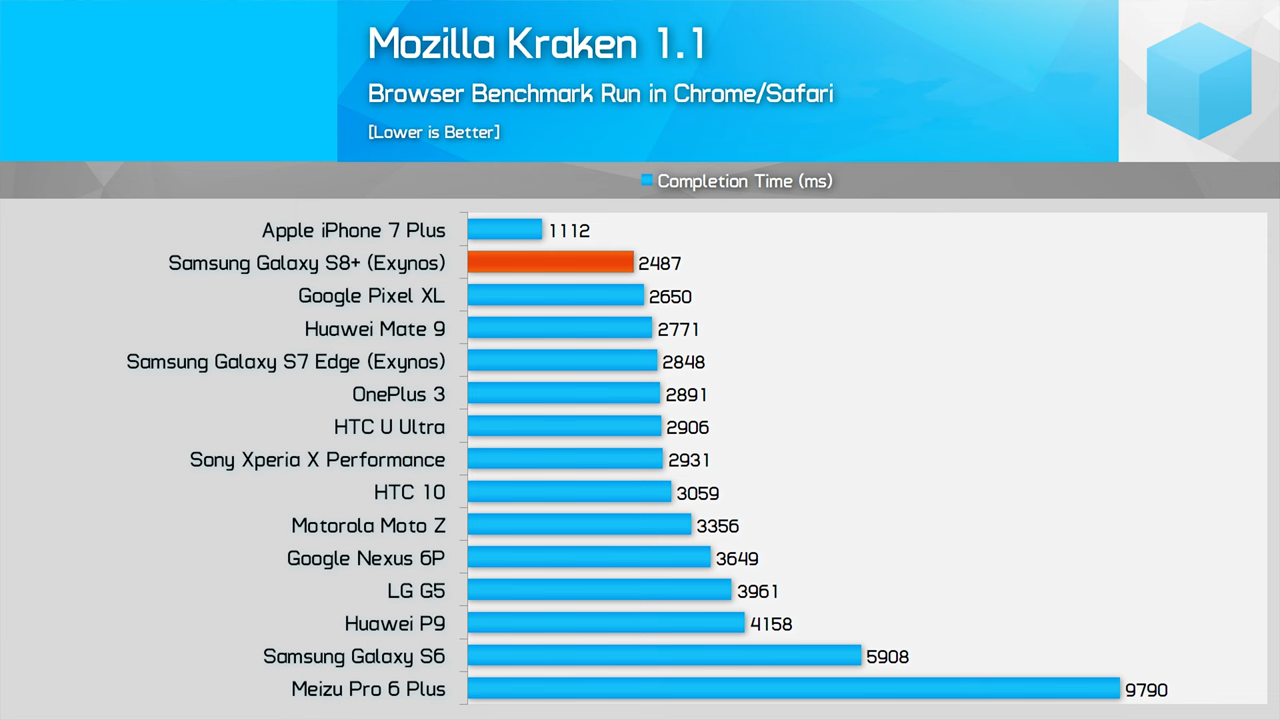 Mozilla Kraken 1.1
Browser Benchmark Run in Chrome/Safari
[Lower is Better]
Completion Time (ms)
Apple iPhone 7 Plus 1112
Samsung Galaxy S8+ (Exynos) 2487
Google Pixel XL 2650
Huawei Mate 9 2771
Samsung Galaxy S7 Edge (Exynos) 2848
OnePlus 3 2891
HTC U Ultra 2906
Sony Xperia X Performance 2931
HTC 10 3059
Motorola Moto Z 3356
Google Nexus 6P 3649
LG G5 3961
Huawei P9 4158
Samsung Galaxy S6 5908
Meizu Pro 6 Plus 9790